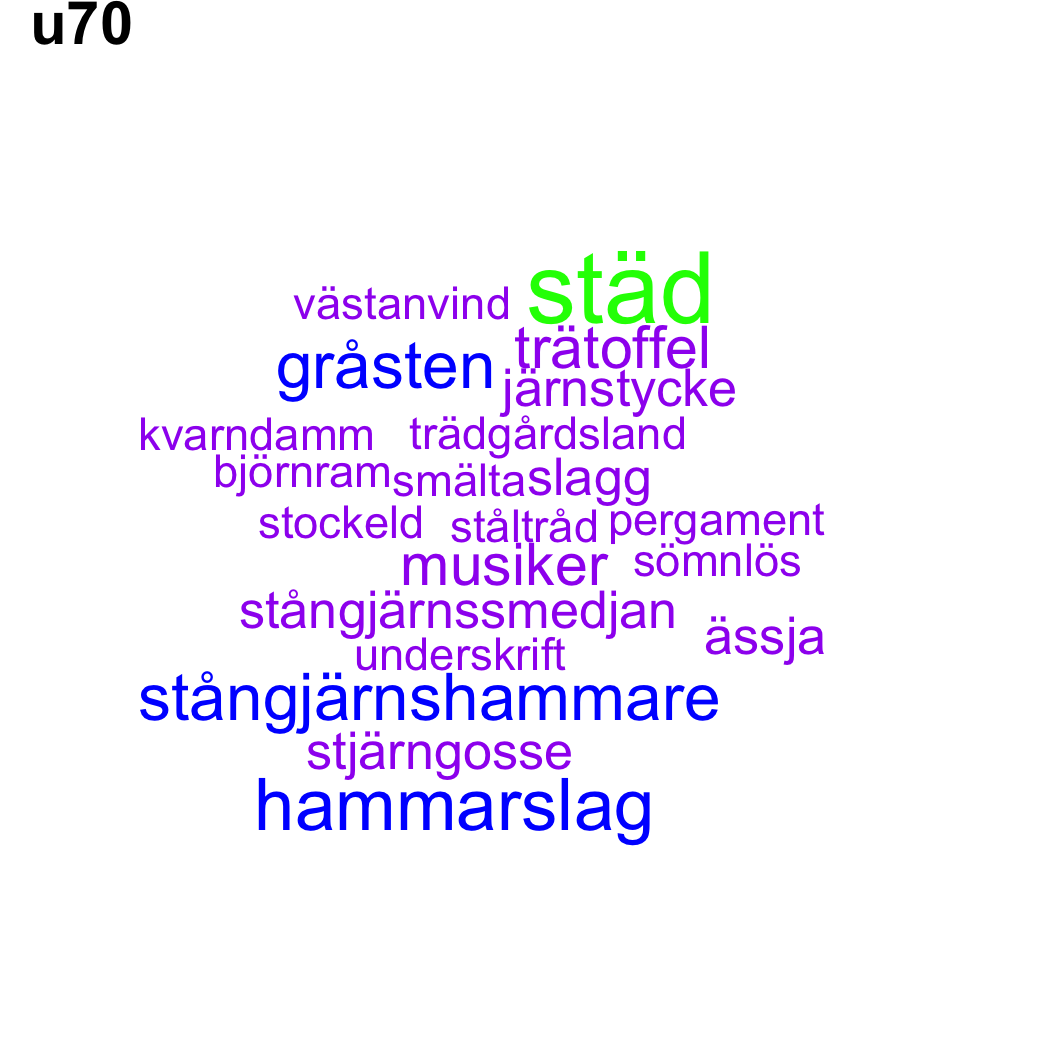 u70
städ
västanvind
trätoffel
gråsten
järnstycke
kvarndamm trädgårdsland
björnram smälta slagg
stockeld ståltråd pergament
musiker sömnlös
stångjärnssmedjan
ässja
underskrift
stångjärnshammare
stjärngosse
hammarslag